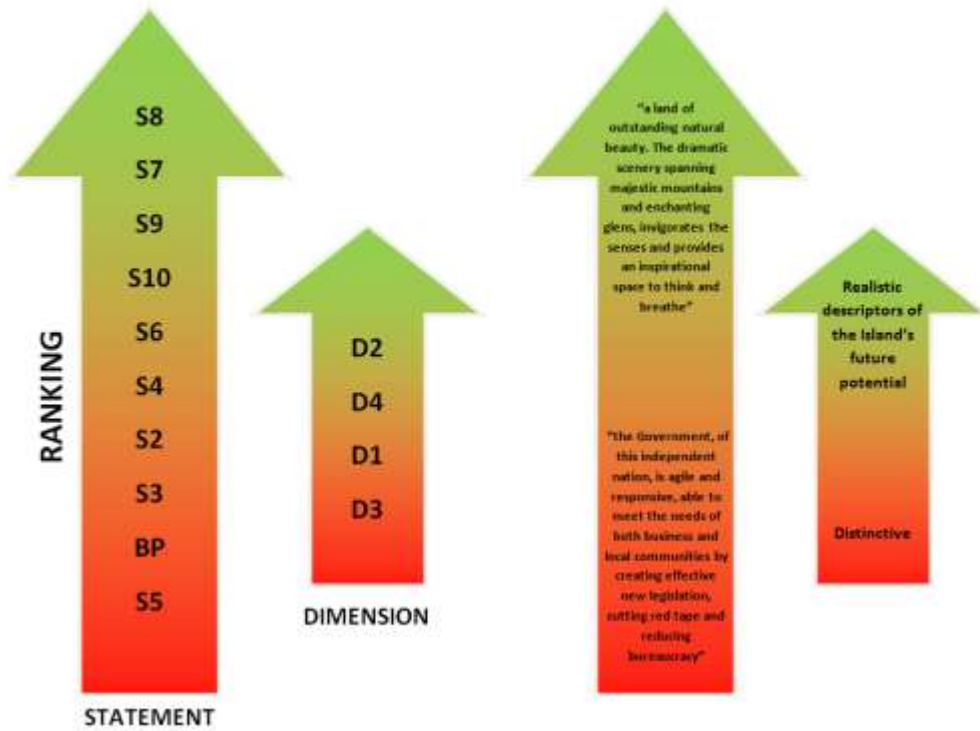 RANKING
S8
S7
S9
S10
S6
S4
S2
S3
BP
S5
STATEMENT
D2
D4
D1
D3
DIMENSION
"a land of
outstanding natural
beauty. The dramatic
scenery spanning
majestic mountains
and enchanting
glens, invigorates the
senses and provides
an inspirational
space to think and
breathe"
"the Government, of
this independent
nation, is agile and
responsive, able to
meet the needs of
both business and
local communities by
creating effective
new legislation,
cutting red tape and
reducing
bureaucracy"
Realistic
descriptors of
the Island's
future
potential
Distinctive